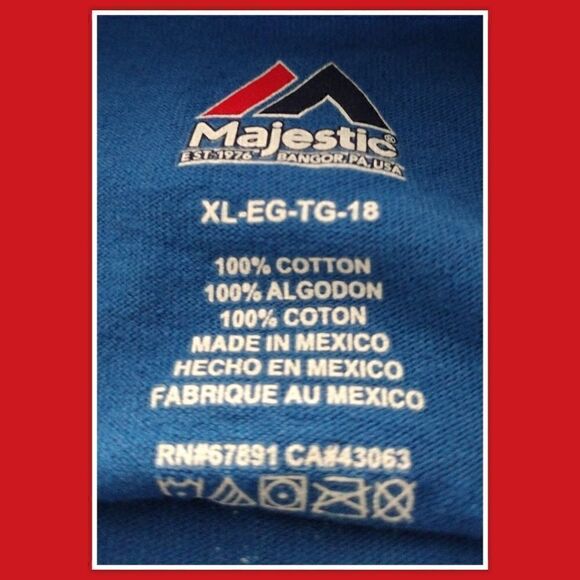 Majestic®
EST. 1976 BANGOR, PA, USA
XL-EG-TG-18
100% COTTON
100% ALGODON
100% COTON
MADE IN MEXICO
HECHO EN MEXICO
FABRIQUE AU MEXICO
RN#67891 CA#43063